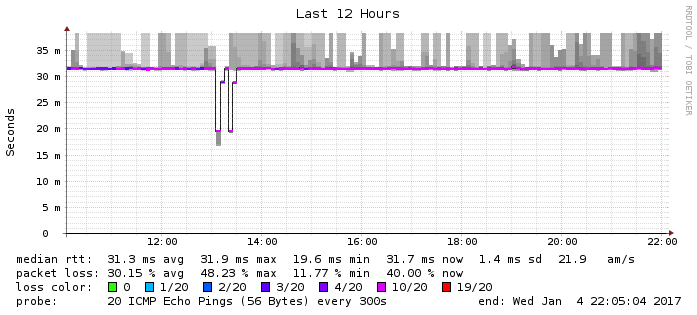 Last 12 Hours
RRDTOOL / TOBI OETIKER
Seconds
35 m
30 m
25 m
20 m
15 m
10 m
5 m
0
12:00 14:00 16:00 18:00 20:00 22:00
median rtt: 31.3 ms avg 31.9 ms max 19.6 ms min 31.7 ms now 1.4 ms sd 21.9 am/s
packet loss: 30.15 % avg 48.23 % max 11.77 % min 40.00 % now
loss color: 0 1/20 2/20 3/20 4/20 10/20 19/20
probe: 20 ICMP Echo Pings (56 Bytes) every 300s end: Wed Jan 4 22:05:04 2017